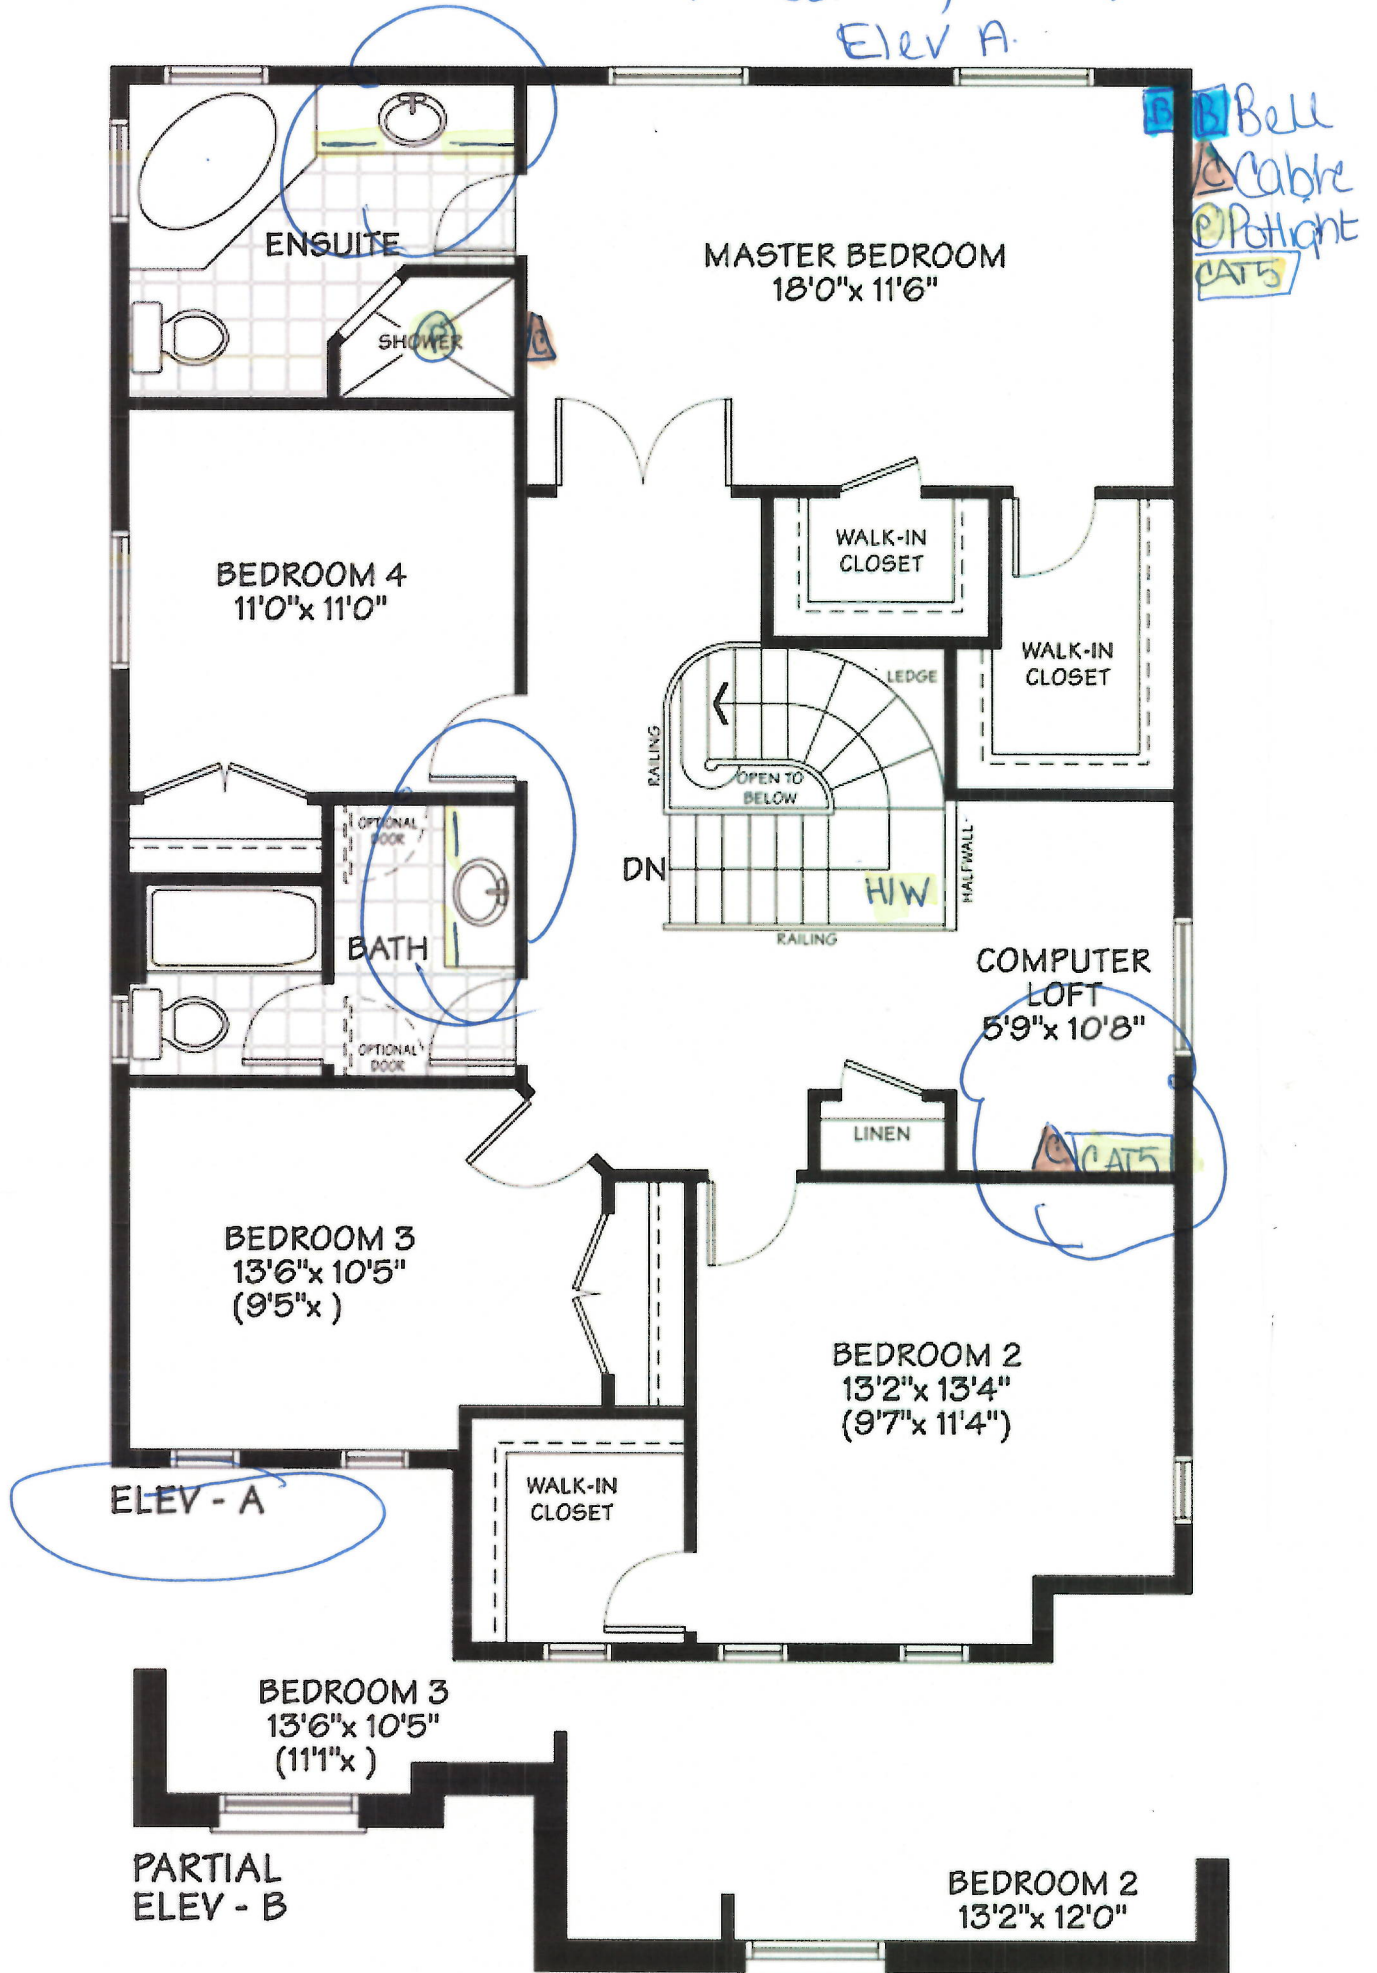 Elev A.
B B Bell
C Cable
P Potlight
CAT5
ENSUITE
MASTER BEDROOM
18'0"x 11'6"
SHOWER
P
C
WALK-IN
CLOSET
BEDROOM 4
11'0"x 11'0"
WALK-IN
CLOSET
LEDGE
RAILING
OPEN TO
BELOW
OPTIONAL
DOOR
DN
H/W
HALF WALL
RAILING
BATH
COMPUTER
LOFT
5'9"x 10'8"
OPTIONAL
DOOR
LINEN
C CAT5
BEDROOM 3
13'6"x 10'5"
(9'5"x )
BEDROOM 2
13'2"x 13'4"
(9'7"x 11'4")
WALK-IN
CLOSET
ELEV - A
BEDROOM 3
13'6"x 10'5"
(11'1"x )
PARTIAL
ELEV - B
BEDROOM 2
13'2"x 12'0"